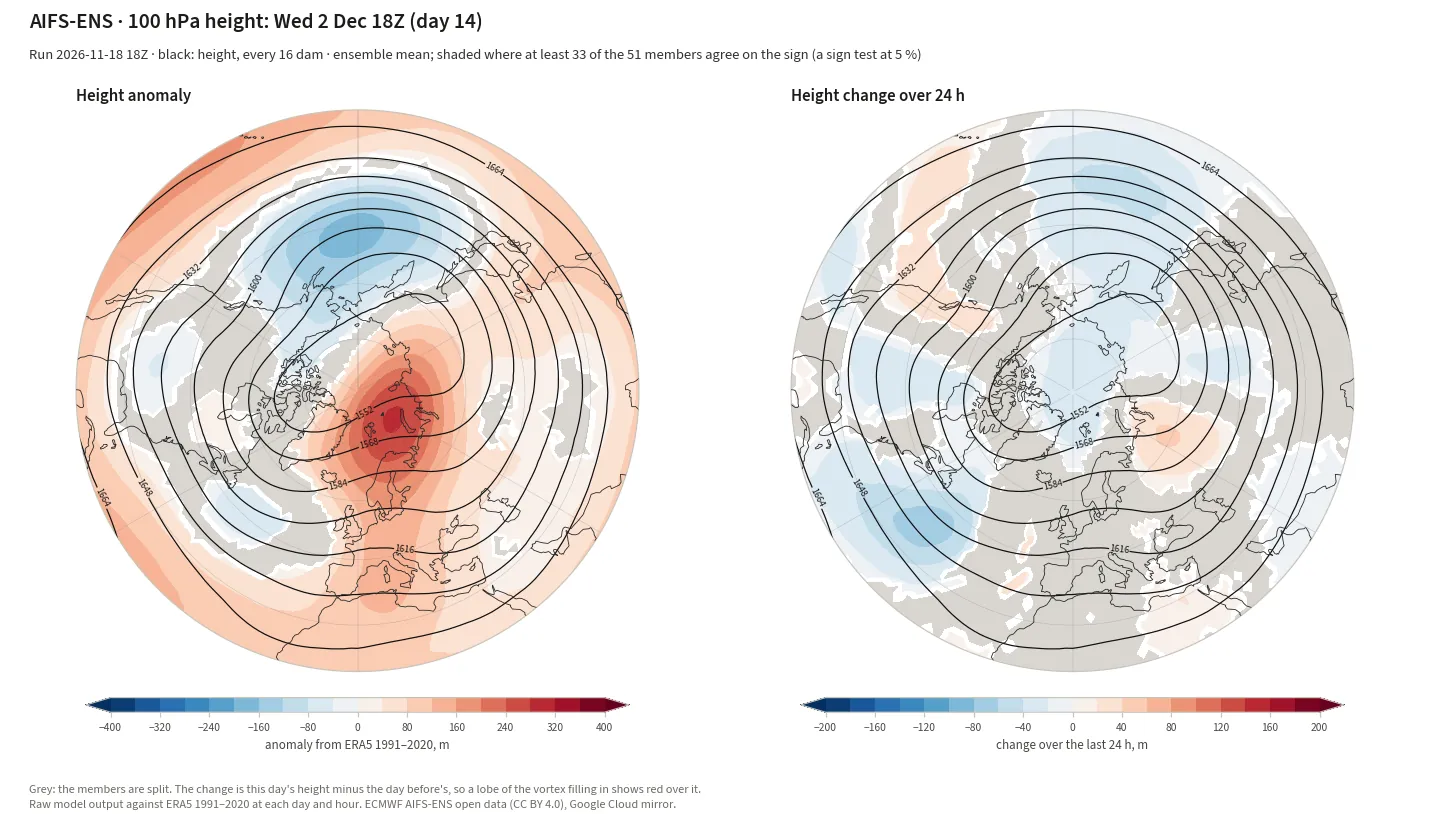 AIFS-ENS · 100 hPa height: Wed 2 Dec 18Z (day 14)
Run 2026-11-18 18Z · black: height, every 16 dam · ensemble mean; shaded where at least 33 of the 51 members agree on the sign (a sign test at 5 %)
Height anomaly
Height change over 24 h
1664
1632
1600
1552
1568
1584
1648
1664
1616
1664
1632
1600
1552
1568
1584
1648
1664
1616
−400 −320 −240 −160 −80 0 80 160 240 320 400
anomaly from ERA5 1991–2020, m
−200 −160 −120 −80 −40 0 40 80 120 160 200
change over the last 24 h, m
Grey: the members are split. The change is this day's height minus the day before's, so a lobe of the vortex filling in shows red over it.
Raw model output against ERA5 1991–2020 at each day and hour. ECMWF AIFS-ENS open data (CC BY 4.0), Google Cloud mirror.